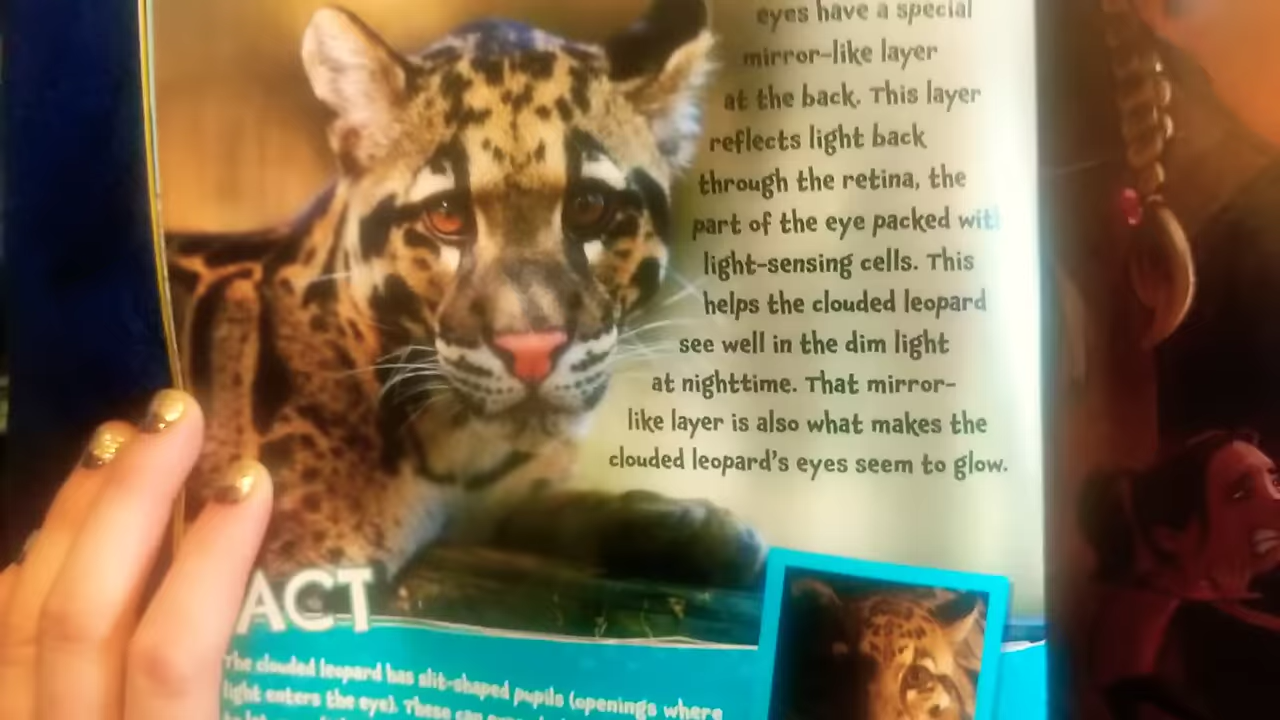 eyes have a special
mirror-like layer
at the back. This layer
reflects light back
through the retina, the
part of the eye packed with
light-sensing cells. This
helps the clouded leopard
see well in the dim light
at nighttime. That mirror-
like layer is also what makes the
clouded leopard's eyes seem to glow.
ACT
The clouded leopard has slit-shaped pupils (openings where
light enters the eye). These can